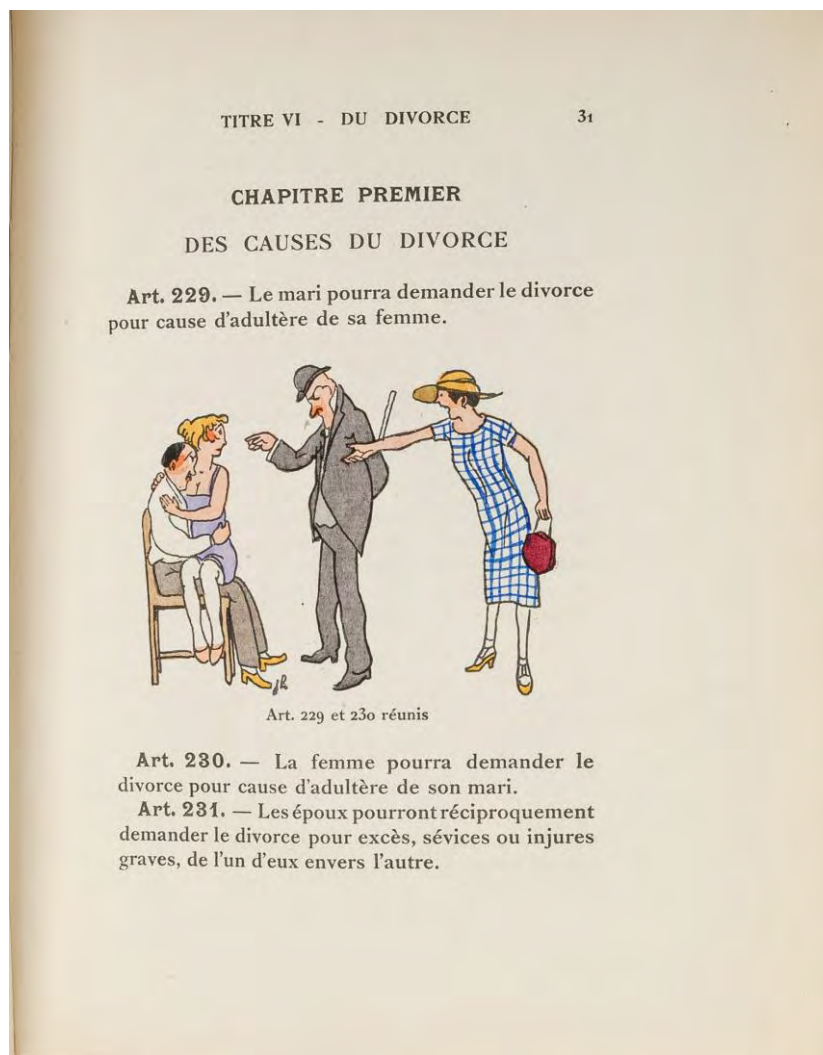 TITRE VI - DU DIVORCE 31
CHAPITRE PREMIER
DES CAUSES DU DIVORCE
Art. 229. — Le mari pourra demander le divorce
pour cause d'adultère de sa femme.
Art. 229 et 230 réunis
Art. 230. — La femme pourra demander le
divorce pour cause d'adultère de son mari.
Art. 231. — Les époux pourront réciproquement
demander le divorce pour excès, sévices ou injures
graves, de l'un d'eux envers l'autre.